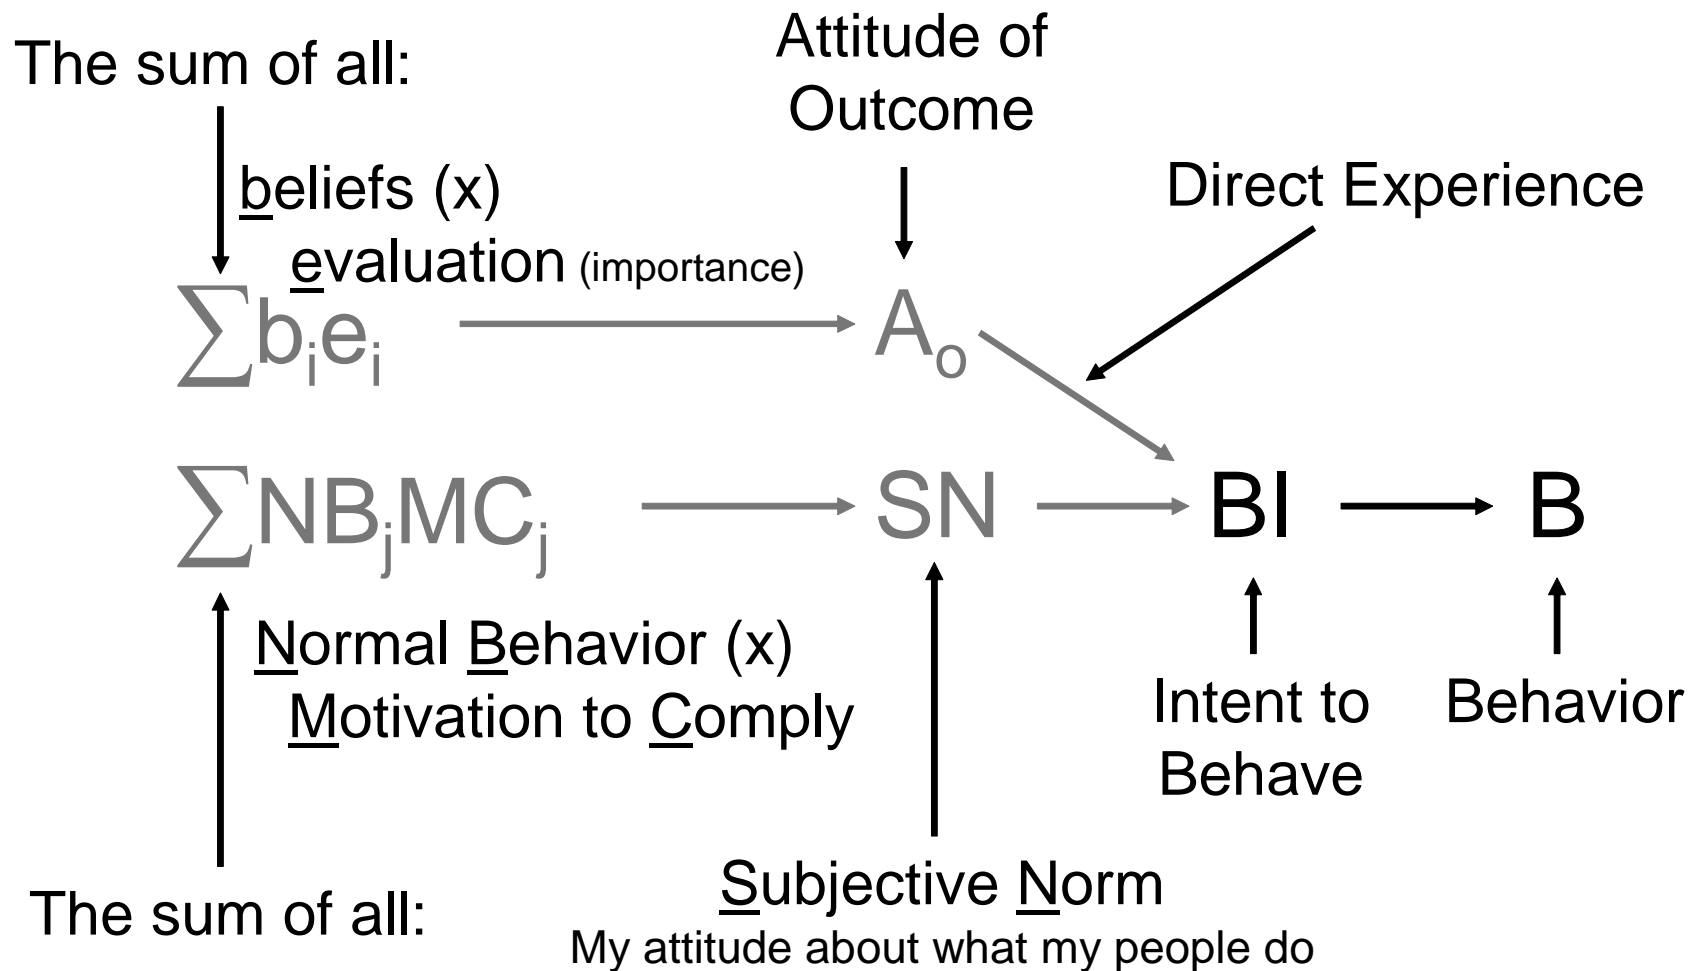 The sum of all:
Attitude of
Outcome
beliefs (x)
evaluation (importance)
Direct Experience
∑bᵢeᵢ
Aₒ
∑NBⱼMCⱼ
SN
BI
B
Normal Behavior (x)
Motivation to Comply
Intent to
Behave
Behavior
The sum of all:
Subjective Norm
My attitude about what my people do